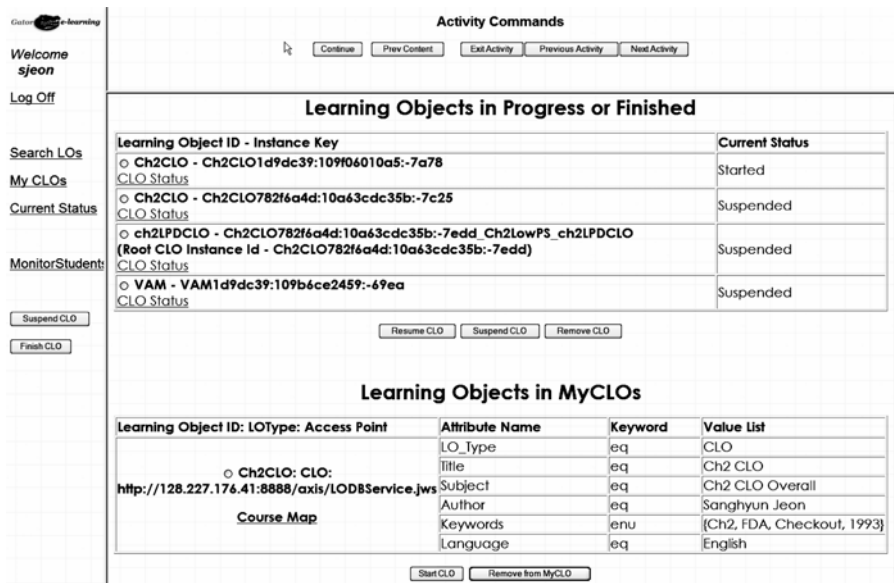 Gator e-learning
Welcome
sjeon
Log Off
Search LOs
My CLOs
Current Status
MonitorStudents
Suspend CLO
Finish CLO
Activity Commands
Continue Prev Content Exit Activity Previous Activity Next Activity
Learning Objects in Progress or Finished
Learning Object ID - Instance Key Current Status
Ch2CLO - Ch2CLO1d9dc39:109f06010a5:-7a78
CLO Status
Started
Ch2CLO - Ch2CLO782f6a4d:10a63cdc35b:-7c25
CLO Status
Suspended
ch2LPDCLO - Ch2CLO782f6a4d:10a63cdc35b:-7edd_Ch2LowPS_ch2LPDCLO
(Root CLO Instance Id - Ch2CLO782f6a4d:10a63cdc35b:-7edd)
CLO Status
Suspended
VAM - VAM1d9dc39:109b6ce2459:-69ea
CLO Status
Suspended
Resume CLO Suspend CLO Remove CLO
Learning Objects in MyCLOs
Learning Object ID: LOType: Access Point Attribute Name Keyword Value List
Ch2CLO: CLO:
http://128.227.176.41:8888/axis/LODBService.jws
Course Map
LO_Type eq CLO
Title eq Ch2 CLO
Subject eq Ch2 CLO Overall
Author eq Sanghyun Jeon
Keywords enu {Ch2, FDA, Checkout, 1993}
Language eq English
Start CLO Remove from MyCLO